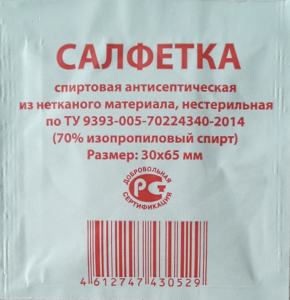 САЛФЕТКА
спиртовая антисептическая
из нетканого материала, нестерильная
по ТУ 9393-005-70224340-2014
(70% изопропиловый спирт)
Размер: 30х65 мм
ДОБРОВОЛЬНАЯ
РСТ
СЕРТИФИКАЦИЯ
4 612747 430529